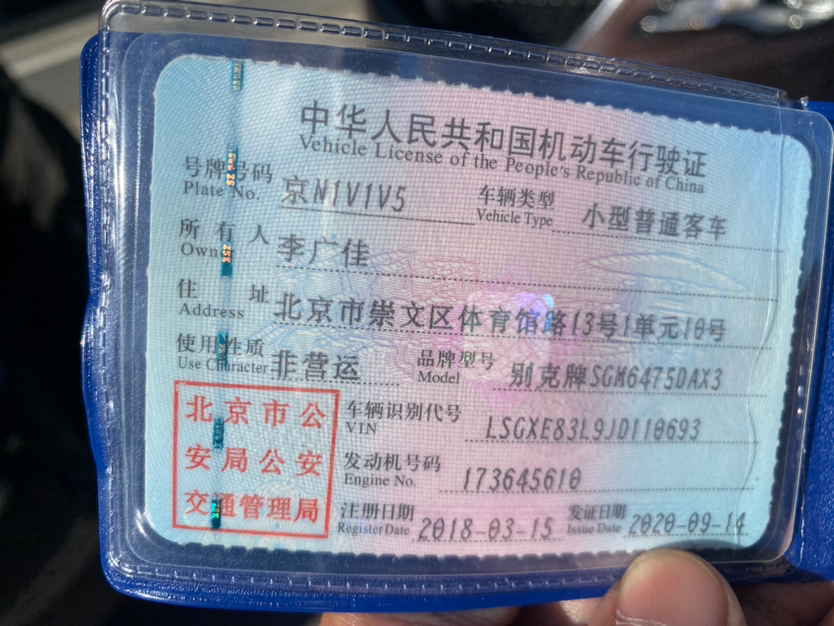 中华人民共和国机动车行驶证
Vehicle License of the People's Republic of China
号牌号码 京N1V1V5 车辆类型 小型普通客车
Plate No. Vehicle Type
所有人 李广佳
Owner
住址 北京市崇文区体育馆路13号1单元10号
Address
使用性质 非营运 品牌型号 别克牌SGM6475DAX3
Use Character Model
北京市公
安局公安
交通管理局
车辆识别代号 LSGXE83L9JD110693
VIN
发动机号码 173645610
Engine No.
注册日期 2018-03-15 发证日期 2020-09-14
Register Date Issue Date